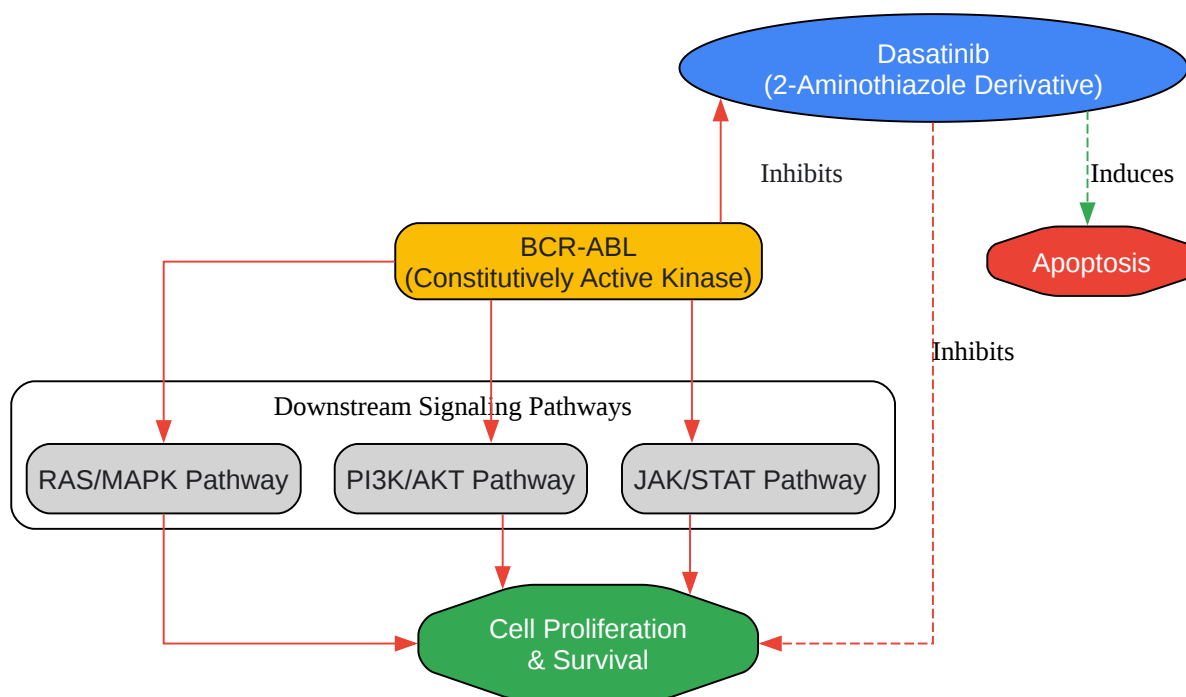 Dasatinib
(2-Aminothiazole Derivative)
Inhibits
Induces
BCR-ABL
(Constitutively Active Kinase)
Apoptosis
Inhibits
Downstream Signaling Pathways
RAS/MAPK Pathway
PI3K/AKT Pathway
JAK/STAT Pathway
Cell Proliferation
& Survival